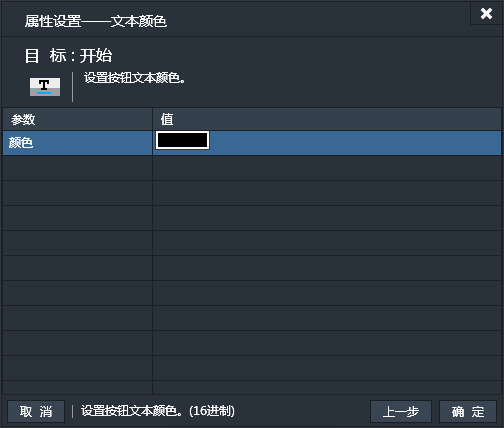 属性设置——文本颜色
目 标：开始
T
设置按钮文本颜色。
参数 值
颜色
取 消 设置按钮文本颜色。(16进制) 上一步 确 定